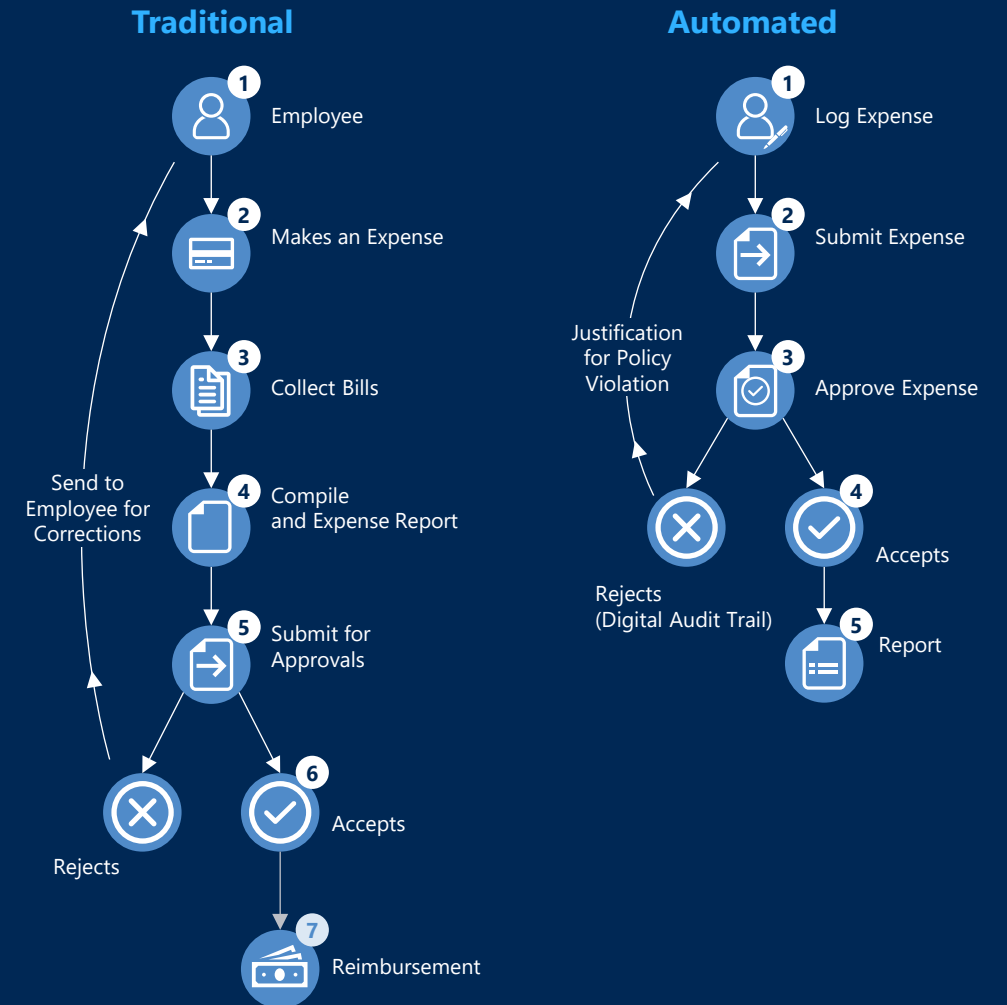 Traditional
1
Employee
2
Makes an Expense
3
Collect Bills
4
Compile
and Expense Report
Send to
Employee for
Corrections
5
Submit for
Approvals
6
Accepts
Rejects
7
Reimbursement
Automated
1
Log Expense
2
Submit Expense
Justification
for Policy
Violation
3
Approve Expense
4
Accepts
Rejects
(Digital Audit Trail)
5
Report